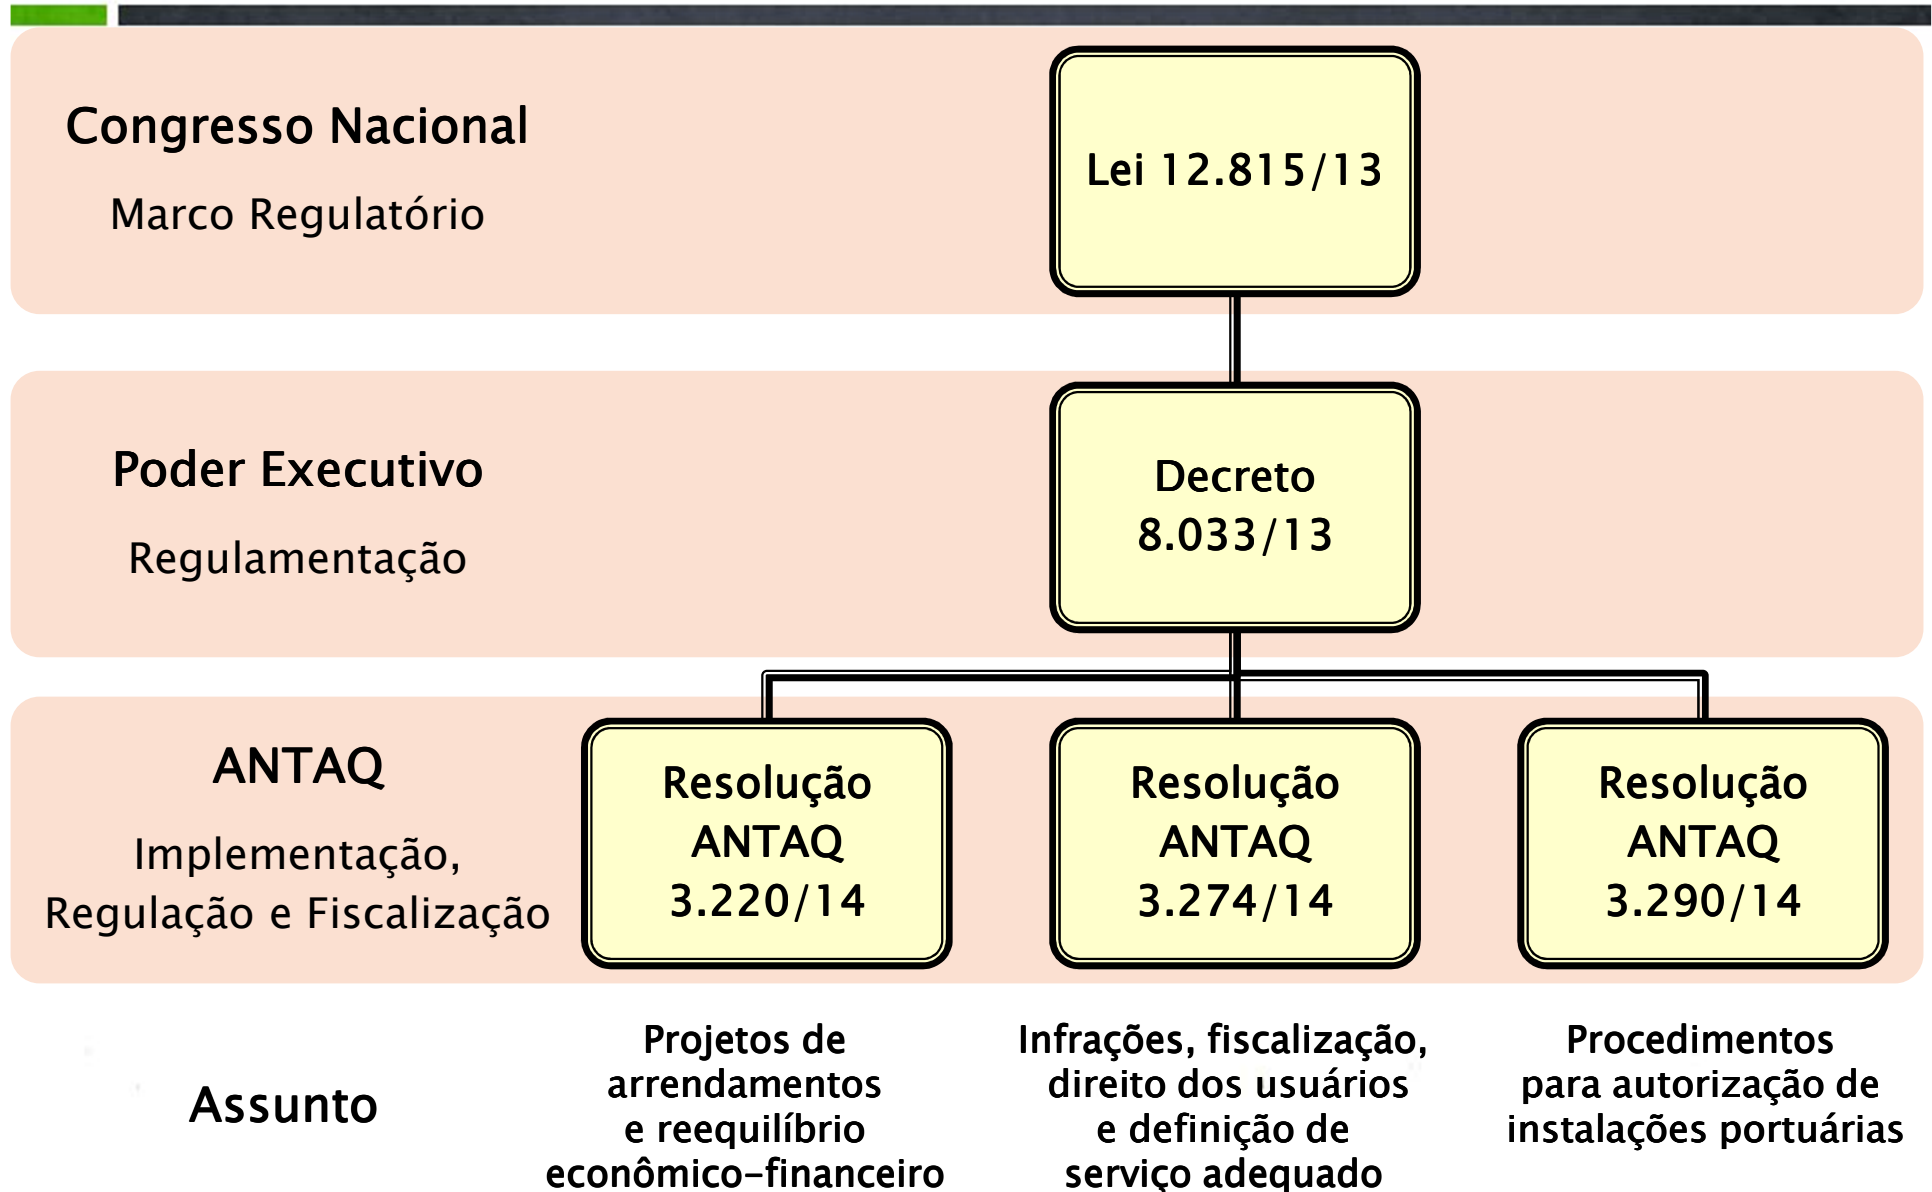 Congresso Nacional
Marco Regulatório
Lei 12.815/13
Poder Executivo
Regulamentação
Decreto
8.033/13
ANTAQ
Implementação,
Regulação e Fiscalização
Resolução
ANTAQ
3.220/14
Resolução
ANTAQ
3.274/14
Resolução
ANTAQ
3.290/14
Assunto
Projetos de
arrendamentos
e reequilíbrio
econômico-financeiro
Infrações, fiscalização,
direito dos usuários
e definição de
serviço adequado
Procedimentos
para autorização de
instalações portuárias